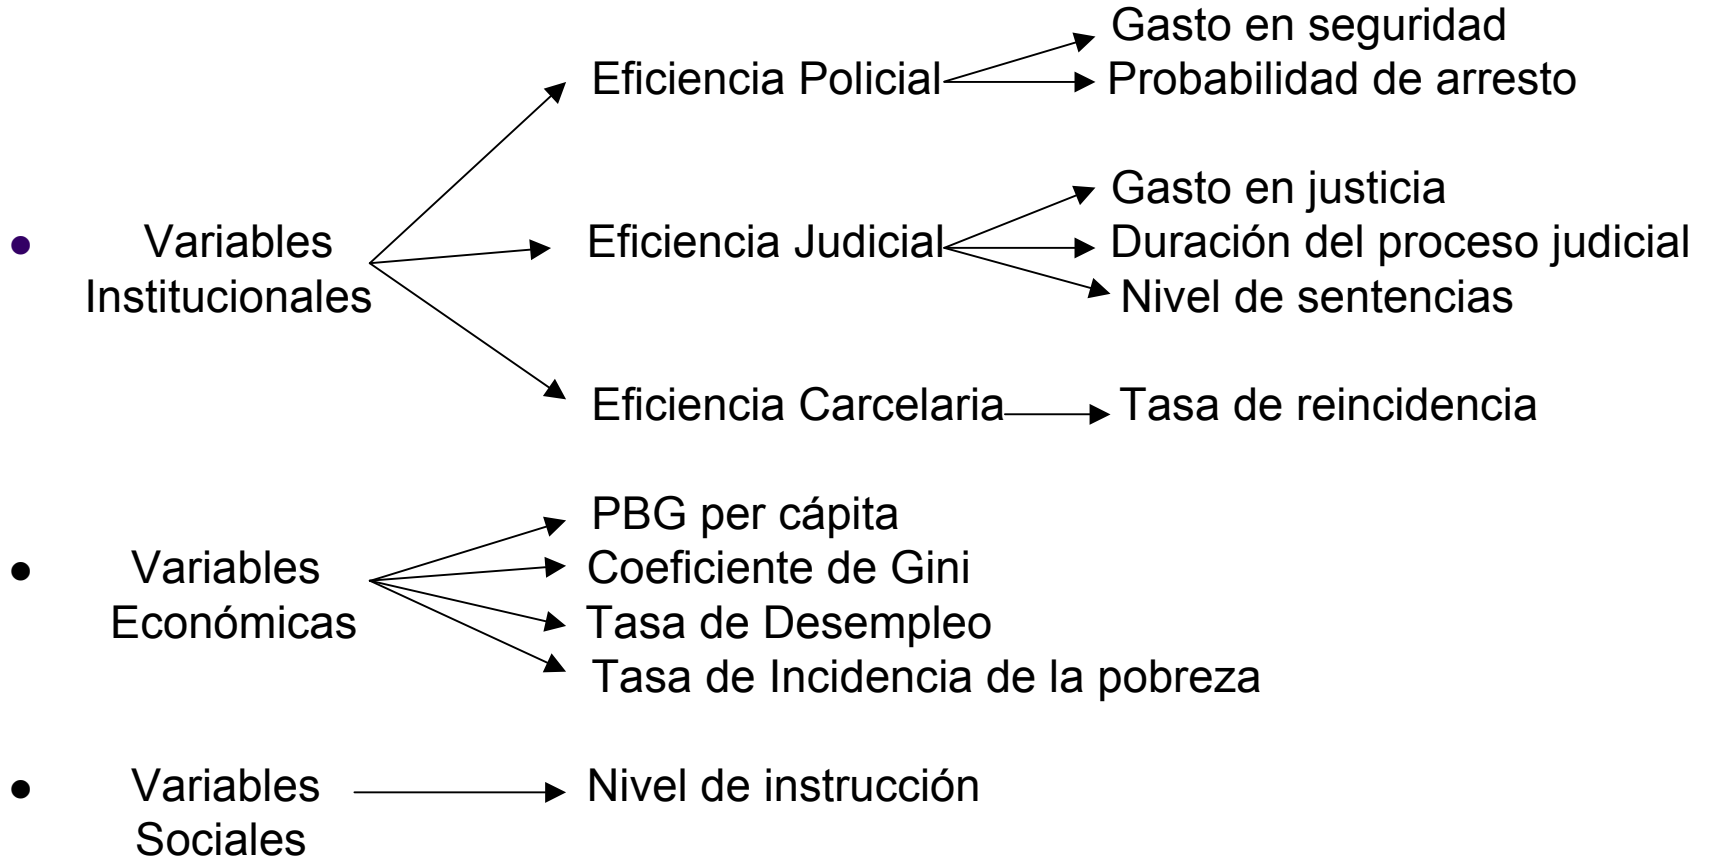 Gasto en seguridad
Eficiencia Policial
Probabilidad de arresto
Gasto en justicia
Variables
Eficiencia Judicial
Duración del proceso judicial
Institucionales
Nivel de sentencias
Eficiencia Carcelaria
Tasa de reincidencia
PBG per cápita
Variables
Coeficiente de Gini
Económicas
Tasa de Desempleo
Tasa de Incidencia de la pobreza
Variables
Nivel de instrucción
Sociales